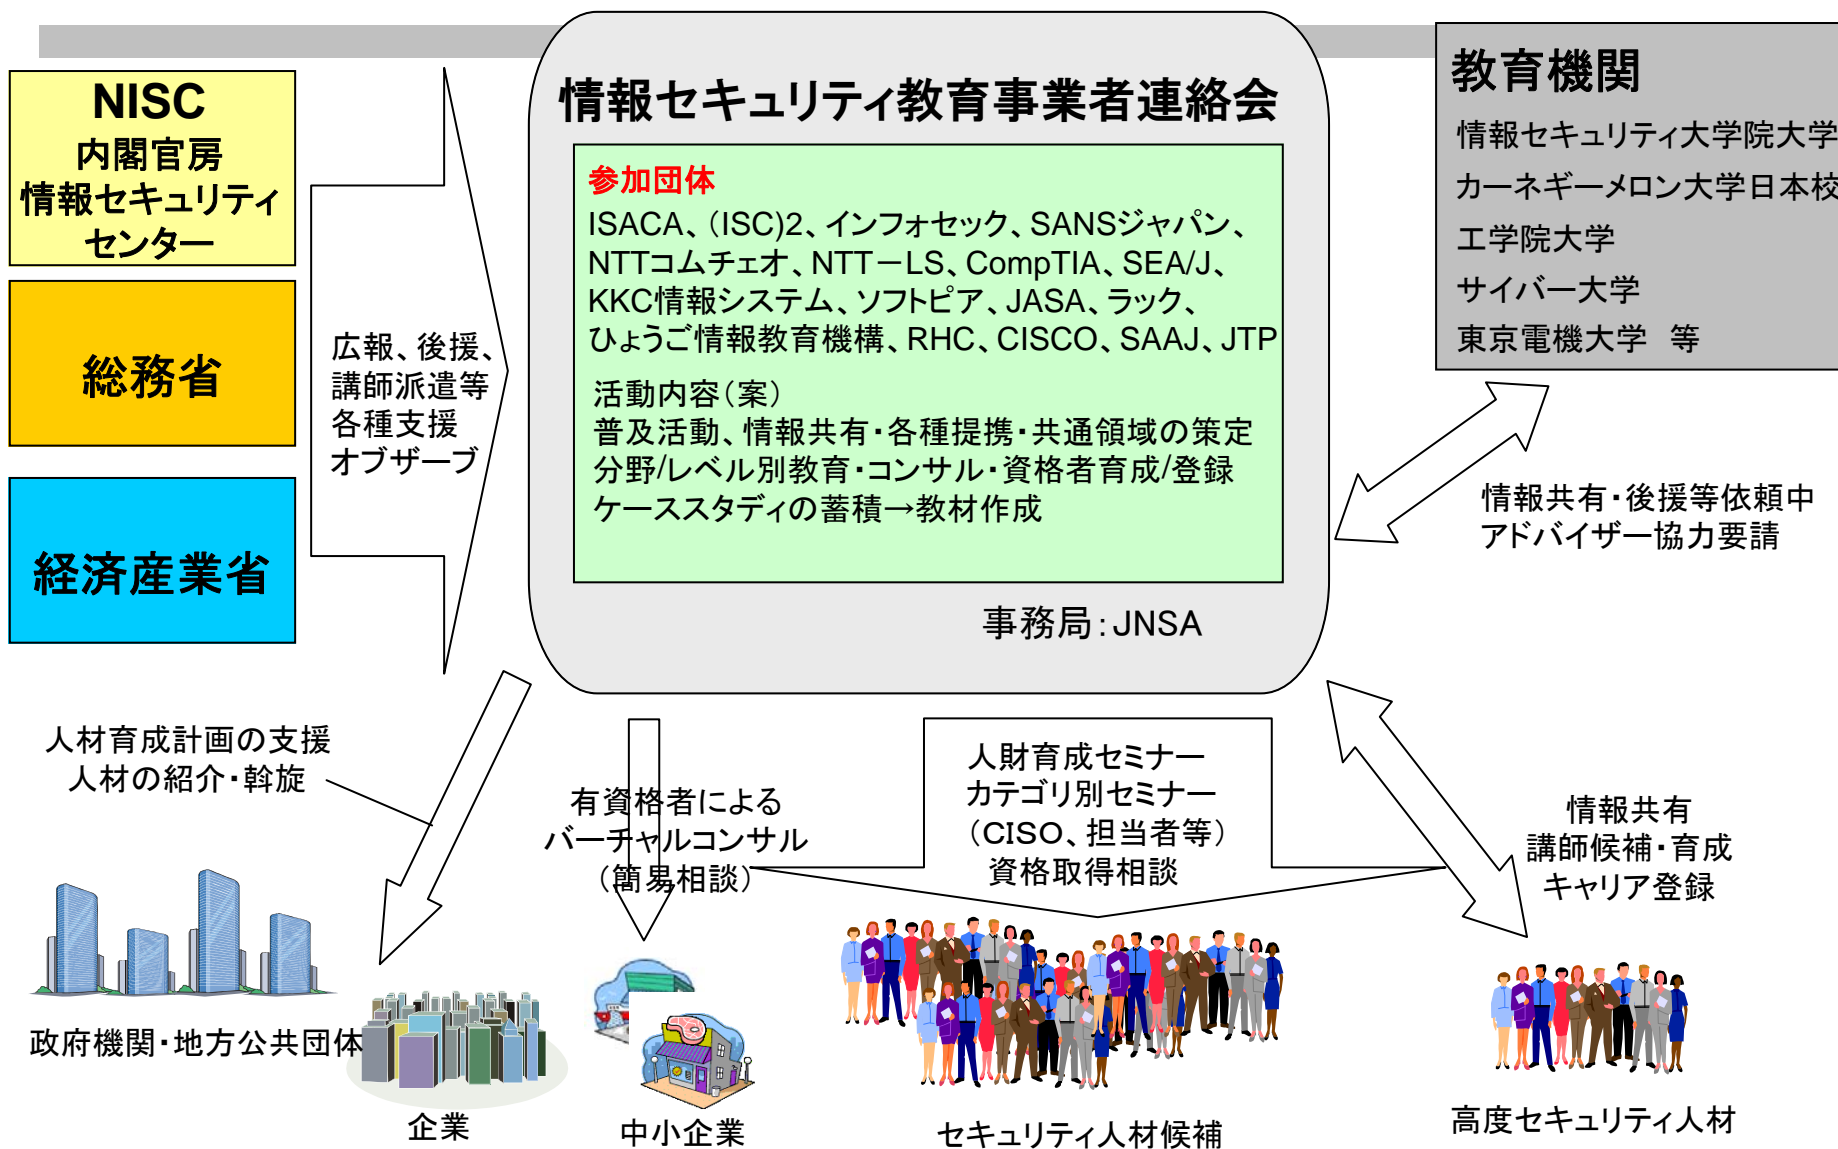 NISC
内閣官房
情報セキュリティ
センター
総務省
経済産業省
広報、後援、
講師派遣等
各種支援
オブザーブ
情報セキュリティ教育事業者連絡会
参加団体
ISACA、(ISC)2、インフォセック、SANSジャパン、
NTTコムチェオ、NTT－LS、CompTIA、SEA/J、
KKC情報システム、ソフトピア、JASA、ラック、
ひょうご情報教育機構、RHC、CISCO、SAAJ、JTP
活動内容（案）
普及活動、情報共有・各種提携・共通領域の策定
分野/レベル別教育・コンサル・資格者育成/登録
ケーススタディの蓄積→教材作成
事務局：JNSA
教育機関
情報セキュリティ大学院大学
カーネギーメロン大学日本校
工学院大学
サイバー大学
東京電機大学　等
情報共有・後援等依頼中
アドバイザー協力要請
人材育成計画の支援
人材の紹介・斡旋
有資格者による
バーチャルコンサル
（簡易相談）
人財育成セミナー
カテゴリ別セミナー
（CISO、担当者等）
資格取得相談
情報共有
講師候補・育成
キャリア登録
政府機関・地方公共団体
企業
中小企業
セキュリティ人材候補
高度セキュリティ人材